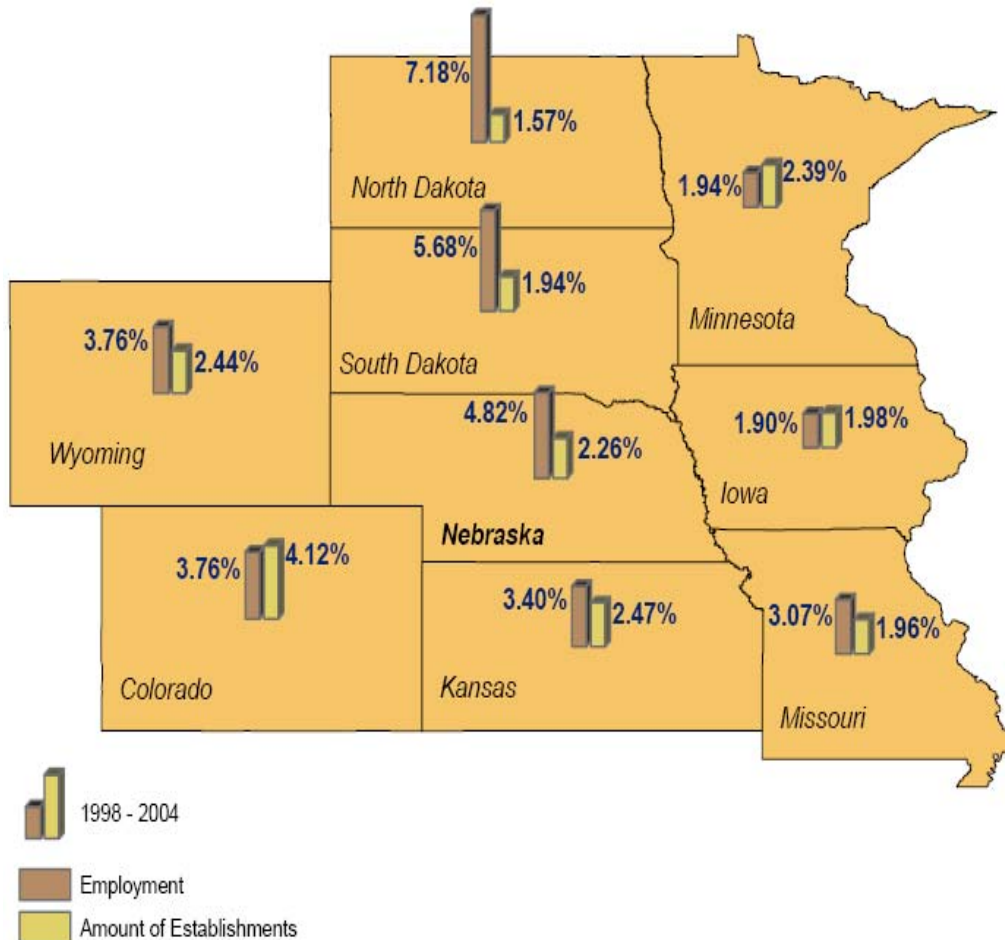 7.18%
1.57%
North Dakota
1.94%
2.39%
Minnesota
5.68%
1.94%
South Dakota
3.76%
2.44%
Wyoming
4.82%
2.26%
Nebraska
1.90%
1.98%
Iowa
3.76%
4.12%
Colorado
3.40%
2.47%
Kansas
3.07%
1.96%
Missouri
1998 - 2004
Employment
Amount of Establishments